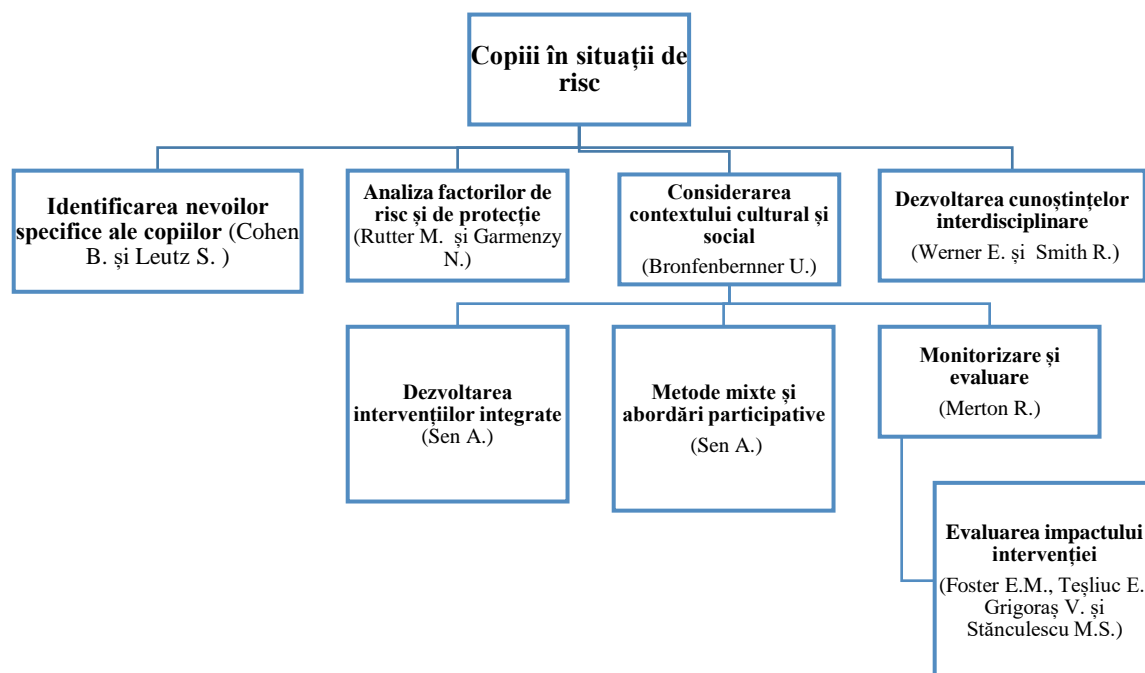 Copiii în situații de
risc
Identificarea nevoilor
specifice ale copiilor (Cohen
B. și Leutz S. )
Analiza factorilor de
risc și de protecție
(Rutter M.  și Garmenzy
N.)
Considerarea
contextului cultural și
social
(Bronfenbernner U.)
Dezvoltarea cunoștințelor
interdisciplinare
(Werner E. și  Smith R.)
Dezvoltarea
intervențiilor integrate
(Sen A.)
Metode mixte și
abordări participative
(Sen A.)
Monitorizare și
evaluare
(Merton R.)
Evaluarea impactului
intervenției
(Foster E.M., Teșliuc E.
Grigoraș V. și
Stănculescu M.S.)